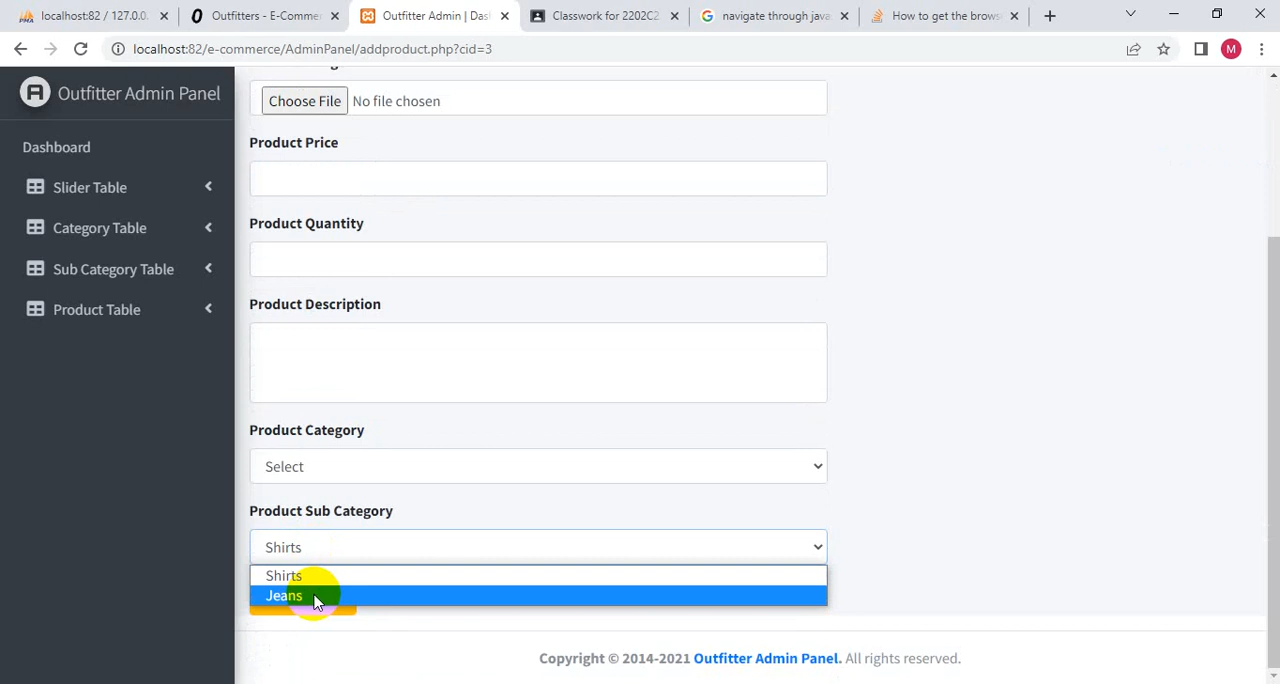 localhost:82 / 127.0.0.
Outfitters - E-Comme
Outfitter Admin | Das
Classwork for 2202C2
navigate through java
How to get the brows
localhost:82/e-commerce/AdminPanel/addproduct.php?cid=3
M
Outfitter Admin Panel
Dashboard
Slider Table
Category Table
Sub Category Table
Product Table
Choose File No file chosen
Product Price
Product Quantity
Product Description
Product Category
Select
Product Sub Category
Shirts
Shirts
Jeans
Copyright © 2014-2021 Outfitter Admin Panel. All rights reserved.